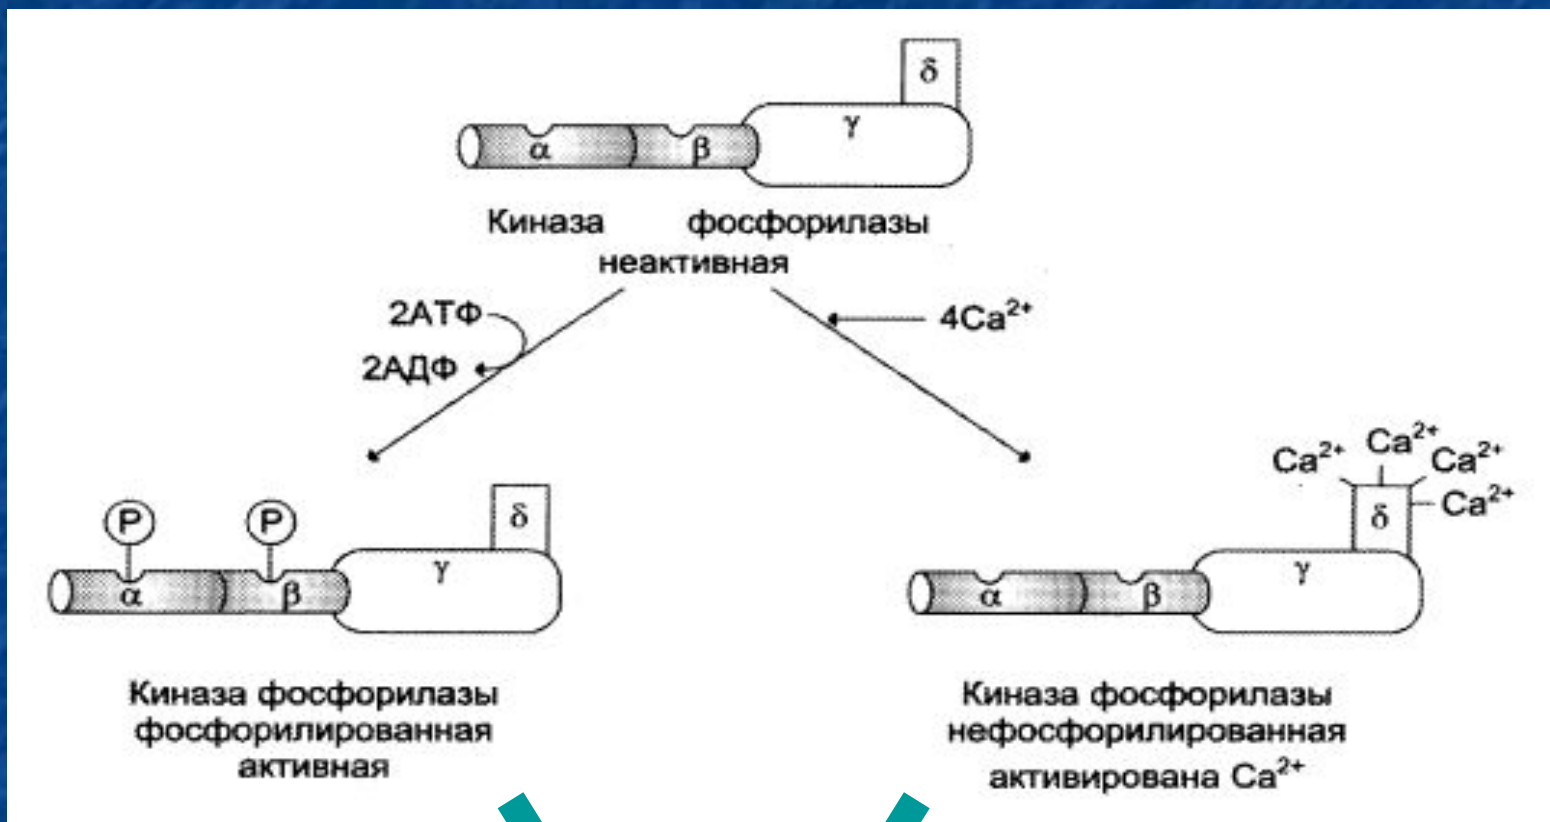 δ
γ
α β
Киназа фосфорилазы
неактивная
2АТФ
4Ca²⁺
2АДФ
Ca²⁺ Ca²⁺ Ca²⁺
Ca²⁺
P P
δ
δ
γ
γ
α β
α β
Киназа фосфорилазы
фосфорилированная
активная
Киназа фосфорилазы
нефосфорилированная
активирована Ca²⁺